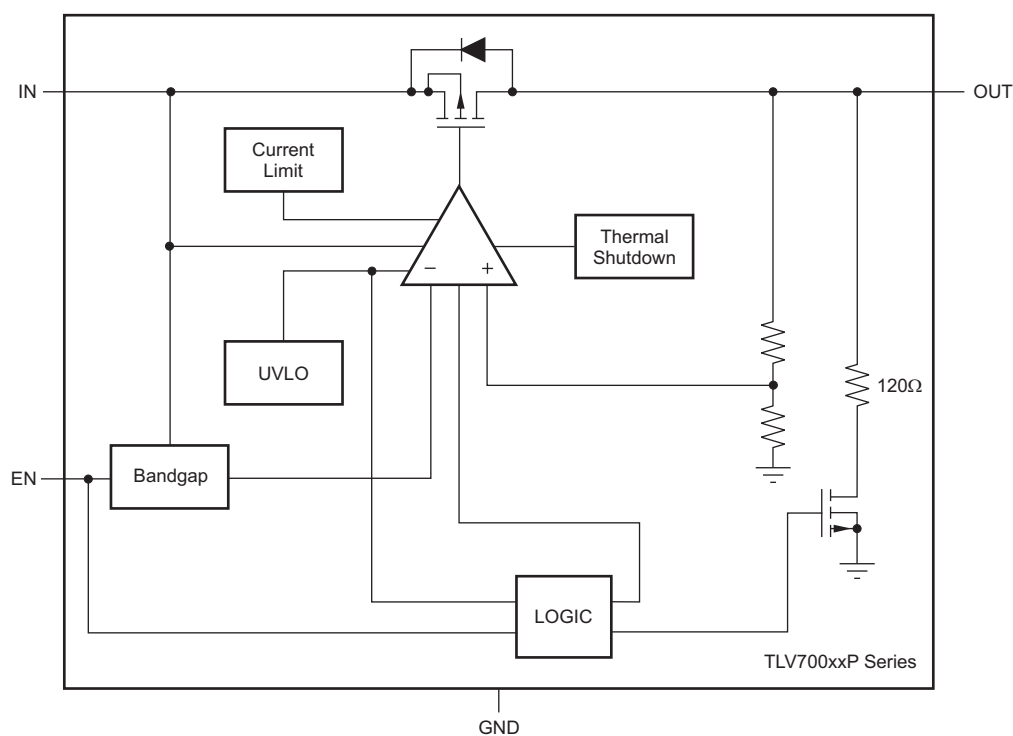 IN
OUT
Current
Limit
Thermal
Shutdown
−
+
UVLO
120Ω
EN
Bandgap
LOGIC
TLV700xxP Series
GND